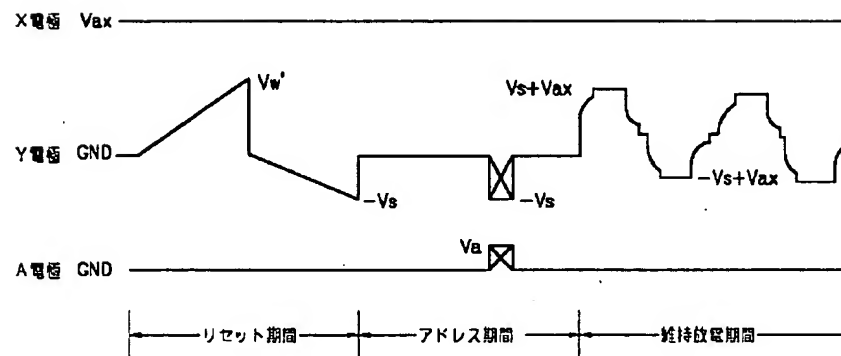 X電極 Vax
Vw'
Vs+Vax
Y電極 GND
-Vs
-Vs
-Vs+Vax
Va
A電極 GND
リセット期間
アドレス期間
維持放電期間